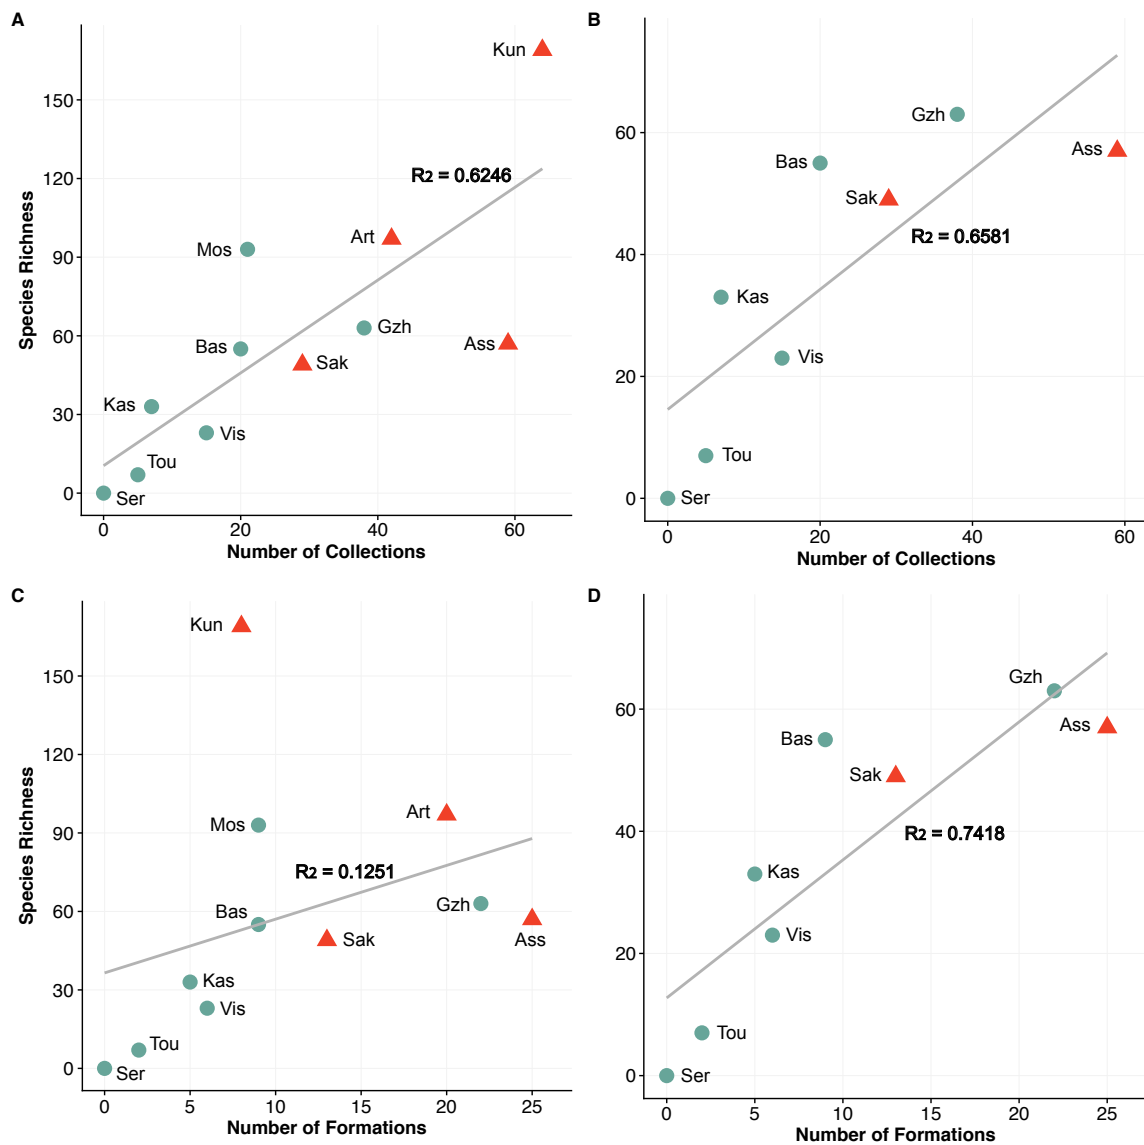 A
Species Richness
150
120
90
60
30
0
Kun
R2 = 0.6246
Art
Mos
Gzh
Ass
Bas
Sak
Kas
Vis
Tou
Ser
0 20 40 60
Number of Collections
B
60
40
20
0
Gzh
Bas
Ass
Sak
R2 = 0.6581
Kas
Vis
Tou
Ser
0 20 40 60
Number of Collections
C
Species Richness
150
120
90
60
30
0
Kun
Art
Mos
R2 = 0.1251
Bas
Gzh
Sak
Ass
Kas
Vis
Tou
Ser
0 5 10 15 20 25
Number of Formations
D
60
40
20
0
Gzh
Ass
Bas
Sak
R2 = 0.7418
Kas
Vis
Tou
Ser
0 5 10 15 20 25
Number of Formations